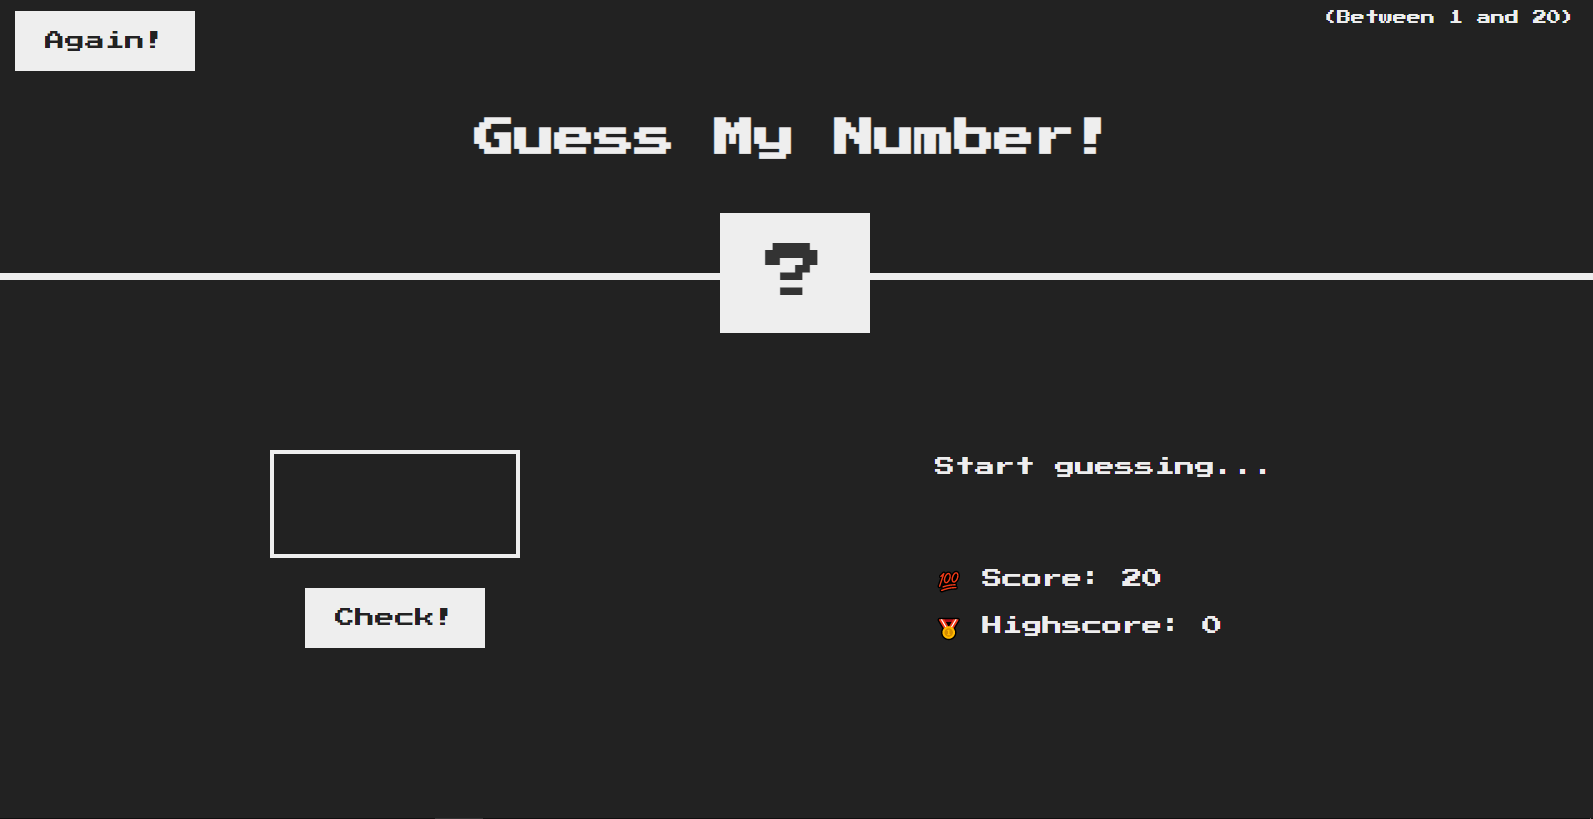 Again!
(Between 1 and 20)
Guess My Number!
?
Start guessing...
Check!
💯 Score: 20
🥇 Highscore: 0